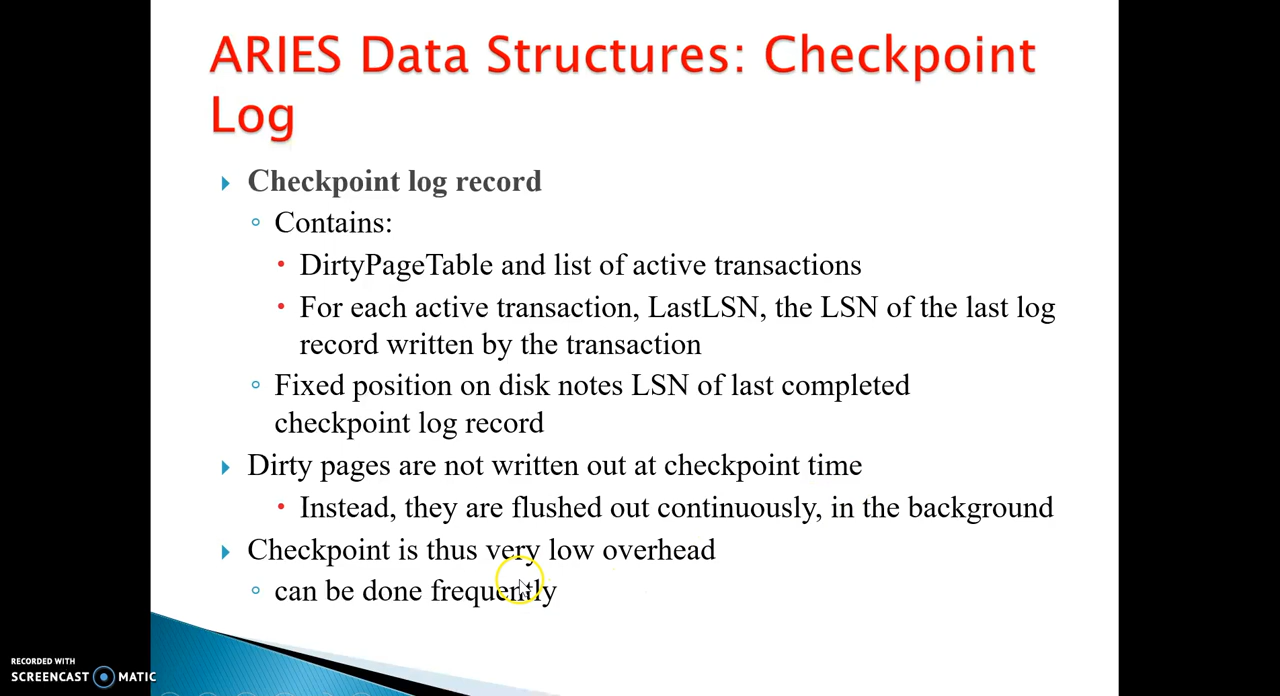 ARIES Data Structures: Checkpoint
Log
Checkpoint log record
Contains:
DirtyPageTable and list of active transactions
For each active transaction, LastLSN, the LSN of the last log
record written by the transaction
Fixed position on disk notes LSN of last completed
checkpoint log record
Dirty pages are not written out at checkpoint time
Instead, they are flushed out continuously, in the background
Checkpoint is thus very low overhead
can be done frequently
RECORDED WITH
SCREENCAST MATIC